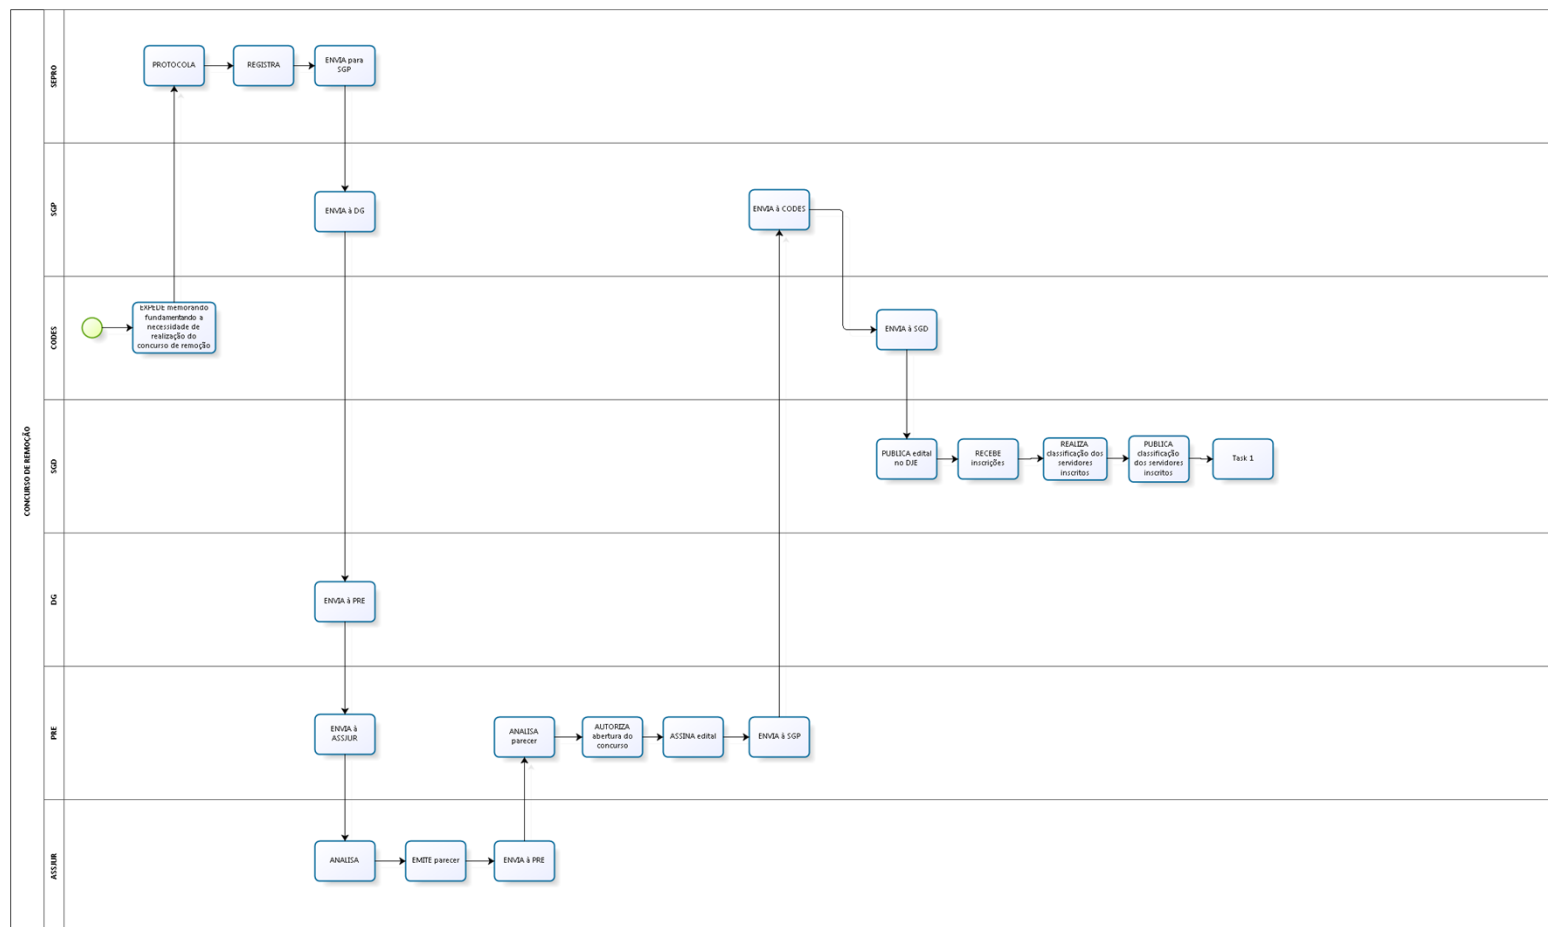 CONCURSO DE REMOÇÃO
SEPRO
PROTOCOLA
REGISTRA
ENVIA para
SGP
SGP
ENVIA à DG
ENVIA à CODES
CODES
EXPEDE memorando
fundamentando a
necessidade de
realização do
concurso de remoção
ENVIA à SGD
SGD
PUBLICA edital
no DJE
RECEBE
inscrições
REALIZA
classificação dos
servidores
inscritos
PUBLICA
classificação
dos servidores
inscritos
Task 1
DG
ENVIA à PRE
PRE
ENVIA à
ASSJUR
ANALISA
parecer
AUTORIZA
abertura do
concurso
ASSINA edital
ENVIA à SGP
ASSJUR
ANALISA
EMITE parecer
ENVIA à PRE